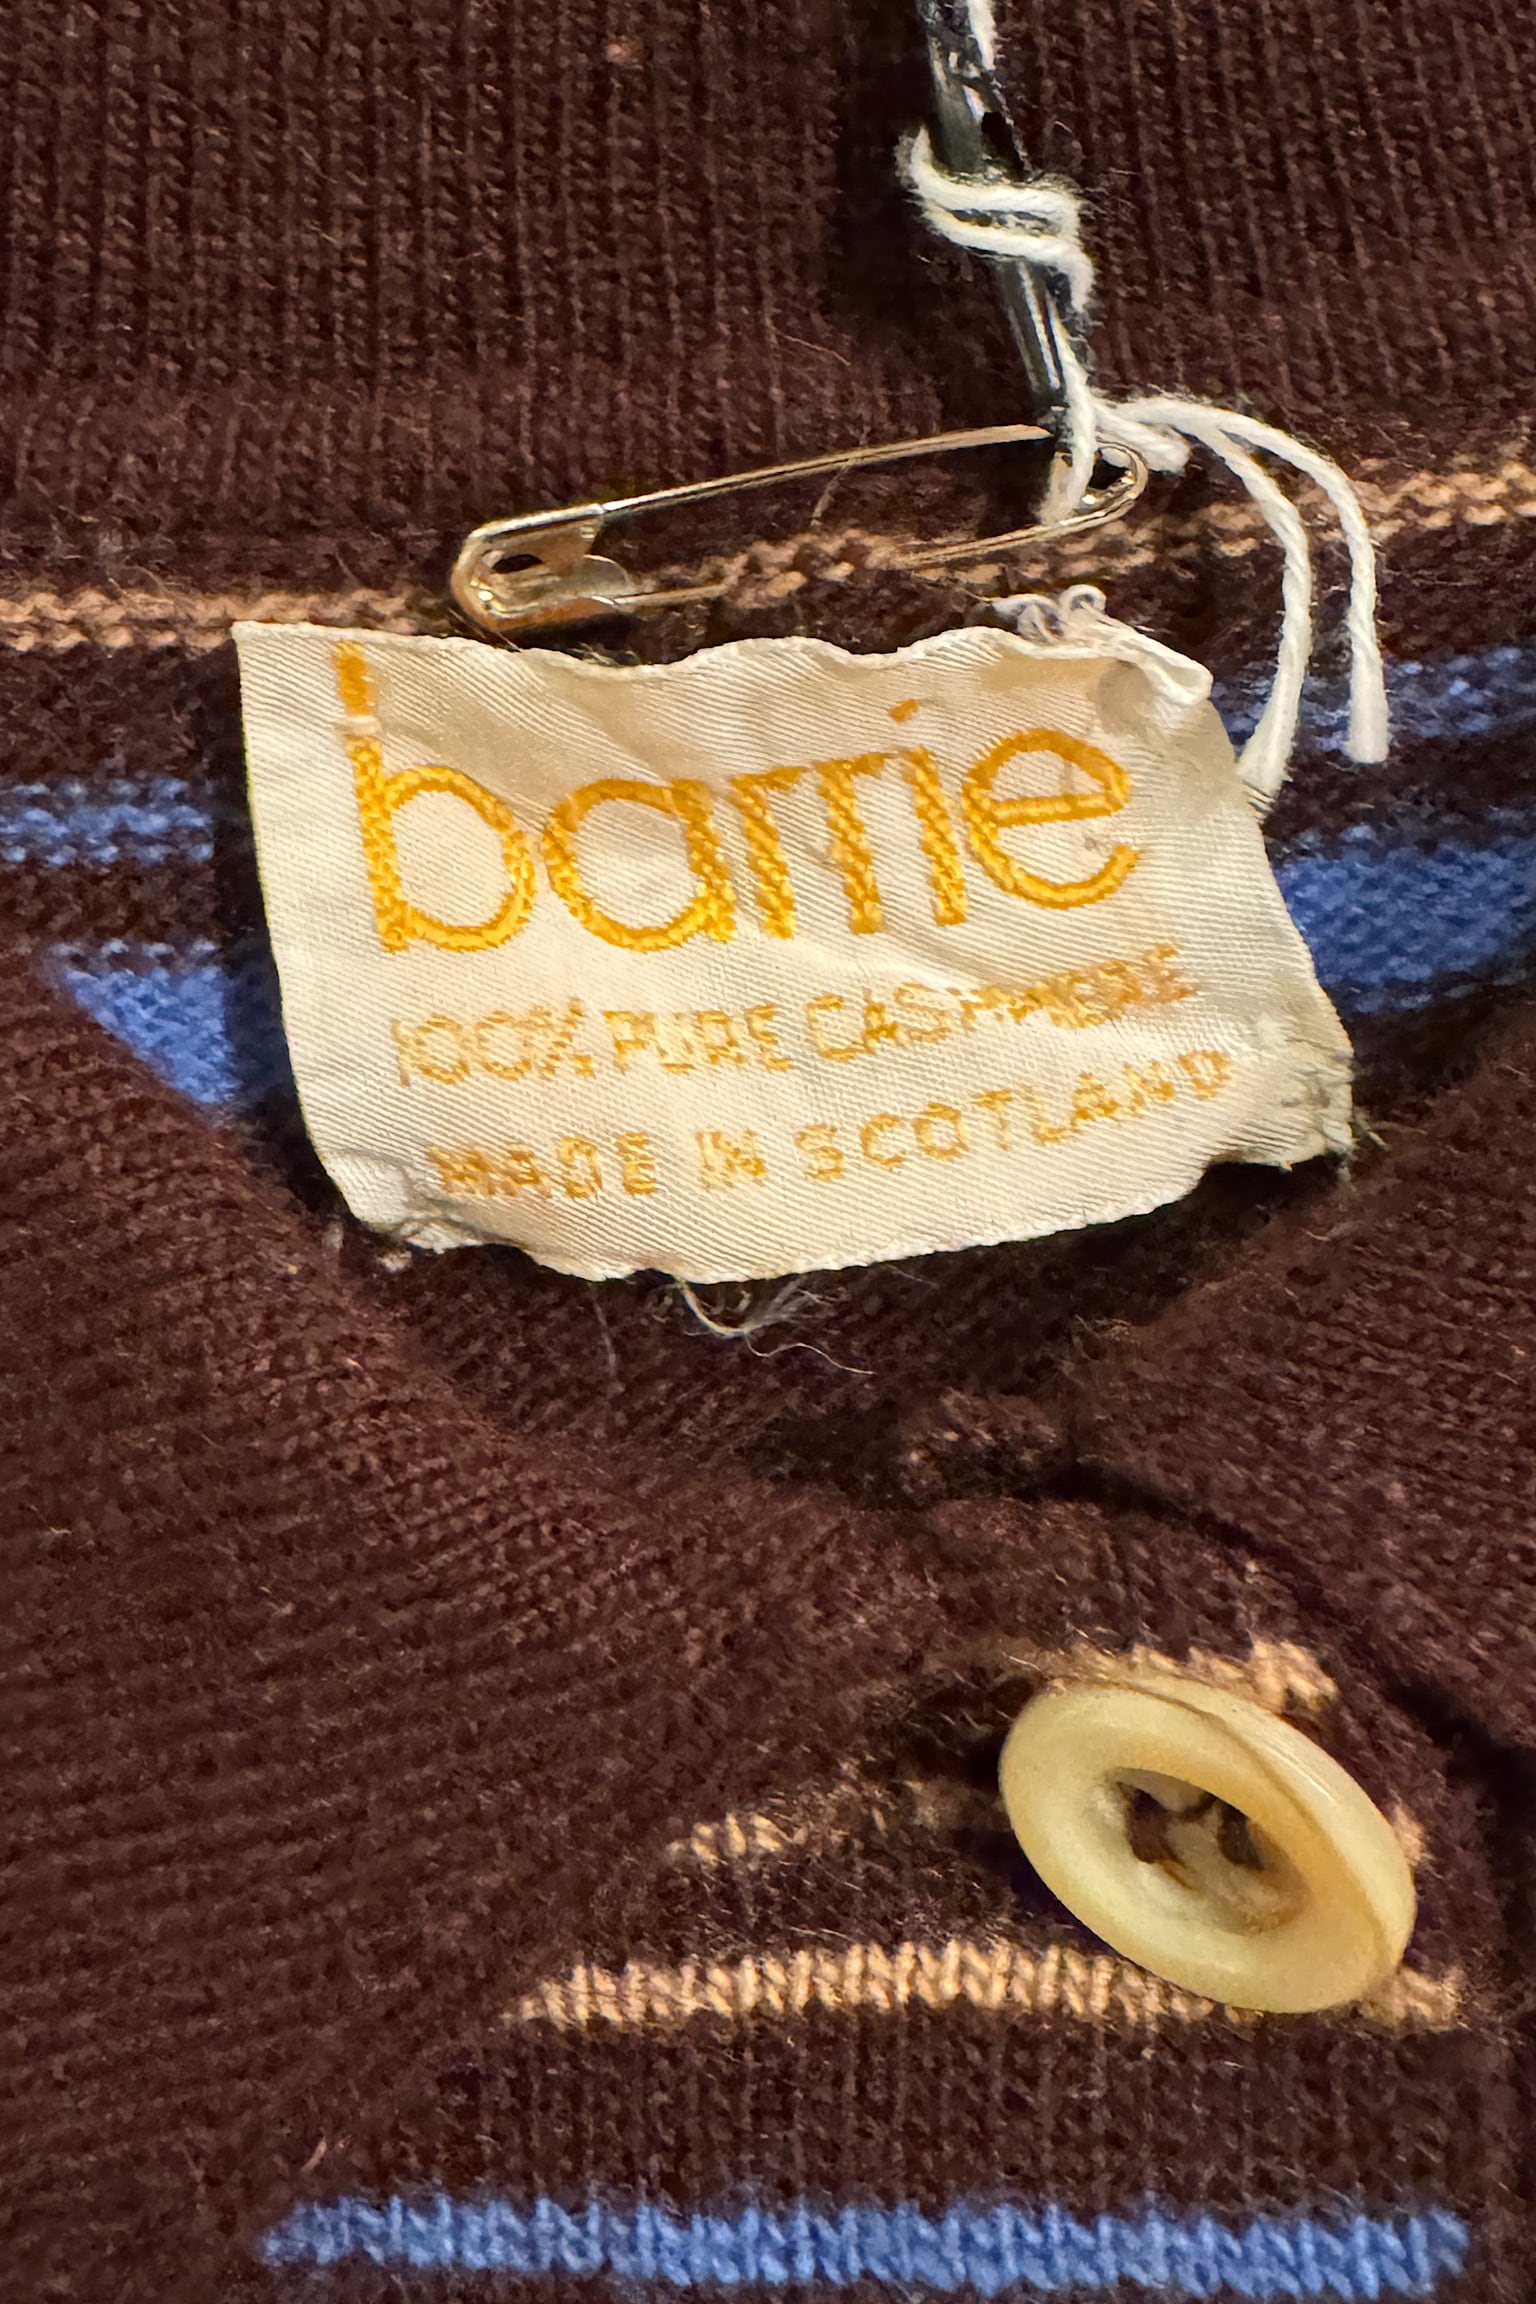 barrie
100% PURE CASHMERE
MADE IN SCOTLAND